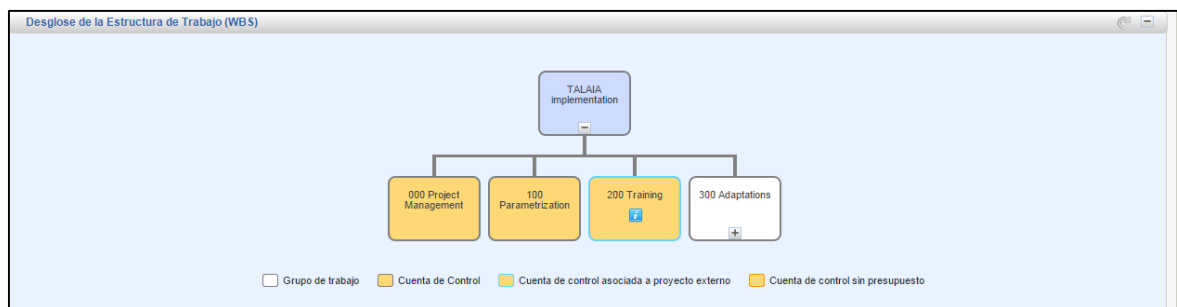 Desglose de la Estructura de Trabajo (WBS)
TALAIA
implementation
000 Project
Management
100
Parametrization
200 Training
300 Adaptations
Grupo de trabajo
Cuenta de Control
Cuenta de control asociada a proyecto externo
Cuenta de control sin presupuesto